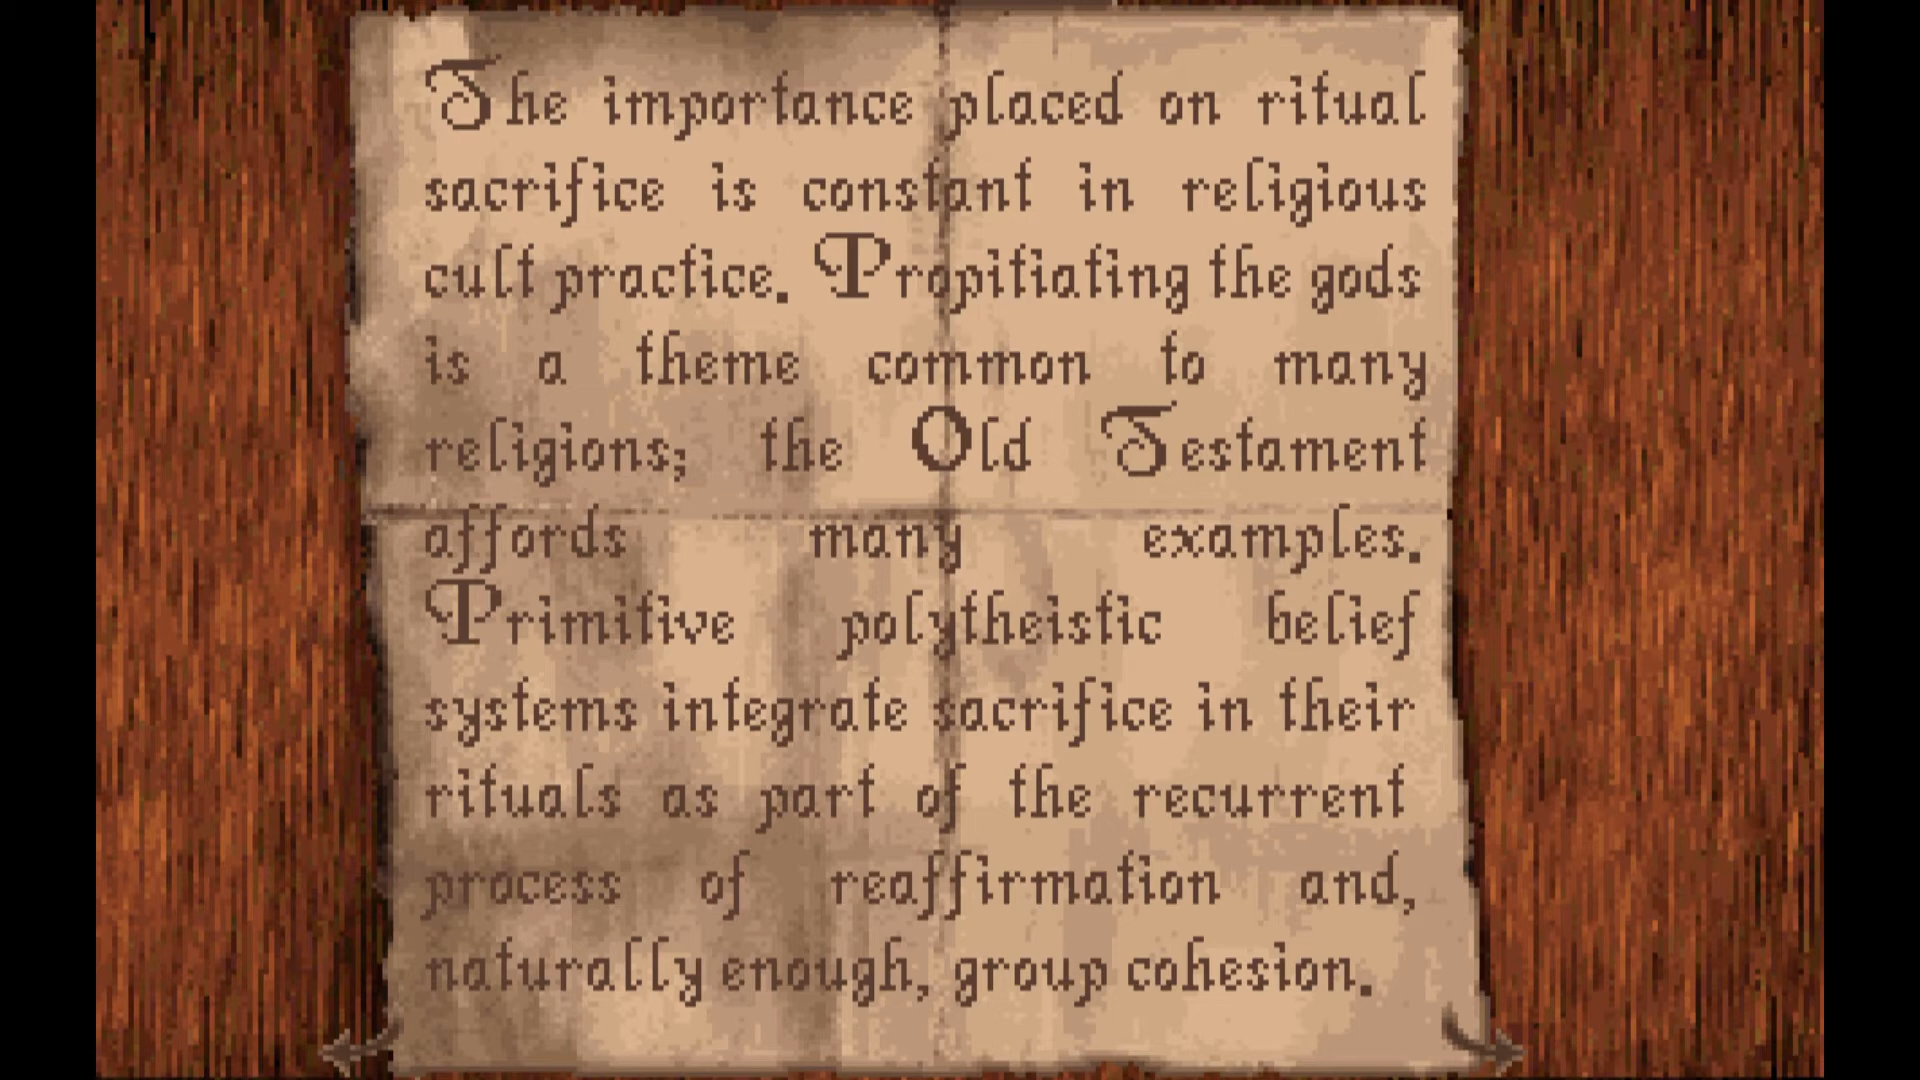 The importance placed on ritual
sacrifice is constant in religious
cult practice. Propitiating the gods
is a theme common to many
religions; the Old Testament
affords many examples.
Primitive polytheistic belief
systems integrate sacrifice in their
rituals as part of the recurrent
process of reaffirmation and,
naturally enough, group cohesion.